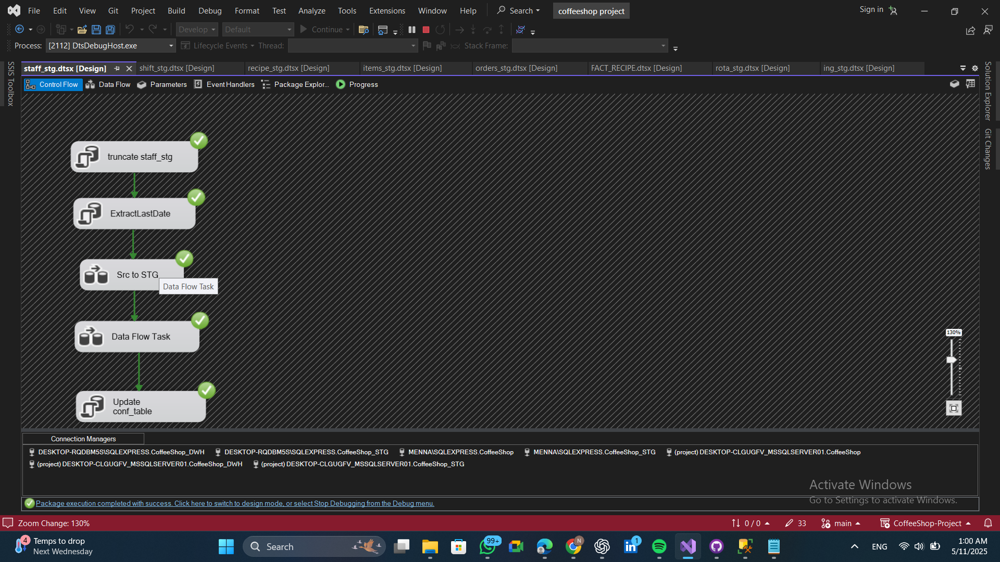 File Edit View Git Project Build Debug Format Test Analyze Tools Extensions Window Help Search coffeeshop project Sign in
Develop Default Continue
Process: [2112] DtsDebugHost.exe Lifecycle Events Thread: Stack Frame:
staff_stg.dtsx [Design] shift_stg.dtsx [Design] recipe_stg.dtsx [Design] items_stg.dtsx [Design] orders_stg.dtsx [Design] FACT_RECIPE.dtsx [Design] rota_stg.dtsx [Design] ing_stg.dtsx [Design]
SSIS Toolbox
Control Flow Data Flow Parameters Event Handlers Package Explor... Progress
Solution Explorer
Git Changes
truncate staff_stg
ExtractLastDate
Src to STG
Data Flow Task
Data Flow Task
130%
Update
conf_table
Connection Managers
DESKTOP-RQDBM5S\SQLEXPRESS.CoffeeShop_DWH DESKTOP-RQDBM5S\SQLEXPRESS.CoffeeShop_STG MENNA\SQLEXPRESS.CoffeeShop MENNA\SQLEXPRESS.CoffeeShop_STG (project) DESKTOP-CLGUGFV_MSSQLSERVER01.CoffeeShop
(project) DESKTOP-CLGUGFV_MSSQLSERVER01.CoffeeShop_DWH (project) DESKTOP-CLGUGFV_MSSQLSERVER01.CoffeeShop_STG
Activate Windows
Go to Settings to activate Windows.
Package execution completed with success. Click here to switch to design mode, or select Stop Debugging from the Debug menu.
Zoom Change: 130% 0 / 0 33 main CoffeeShop-Project
4 Temps to drop
Next Wednesday
Search
99+
N
1
ENG
1:00 AM
5/11/2025